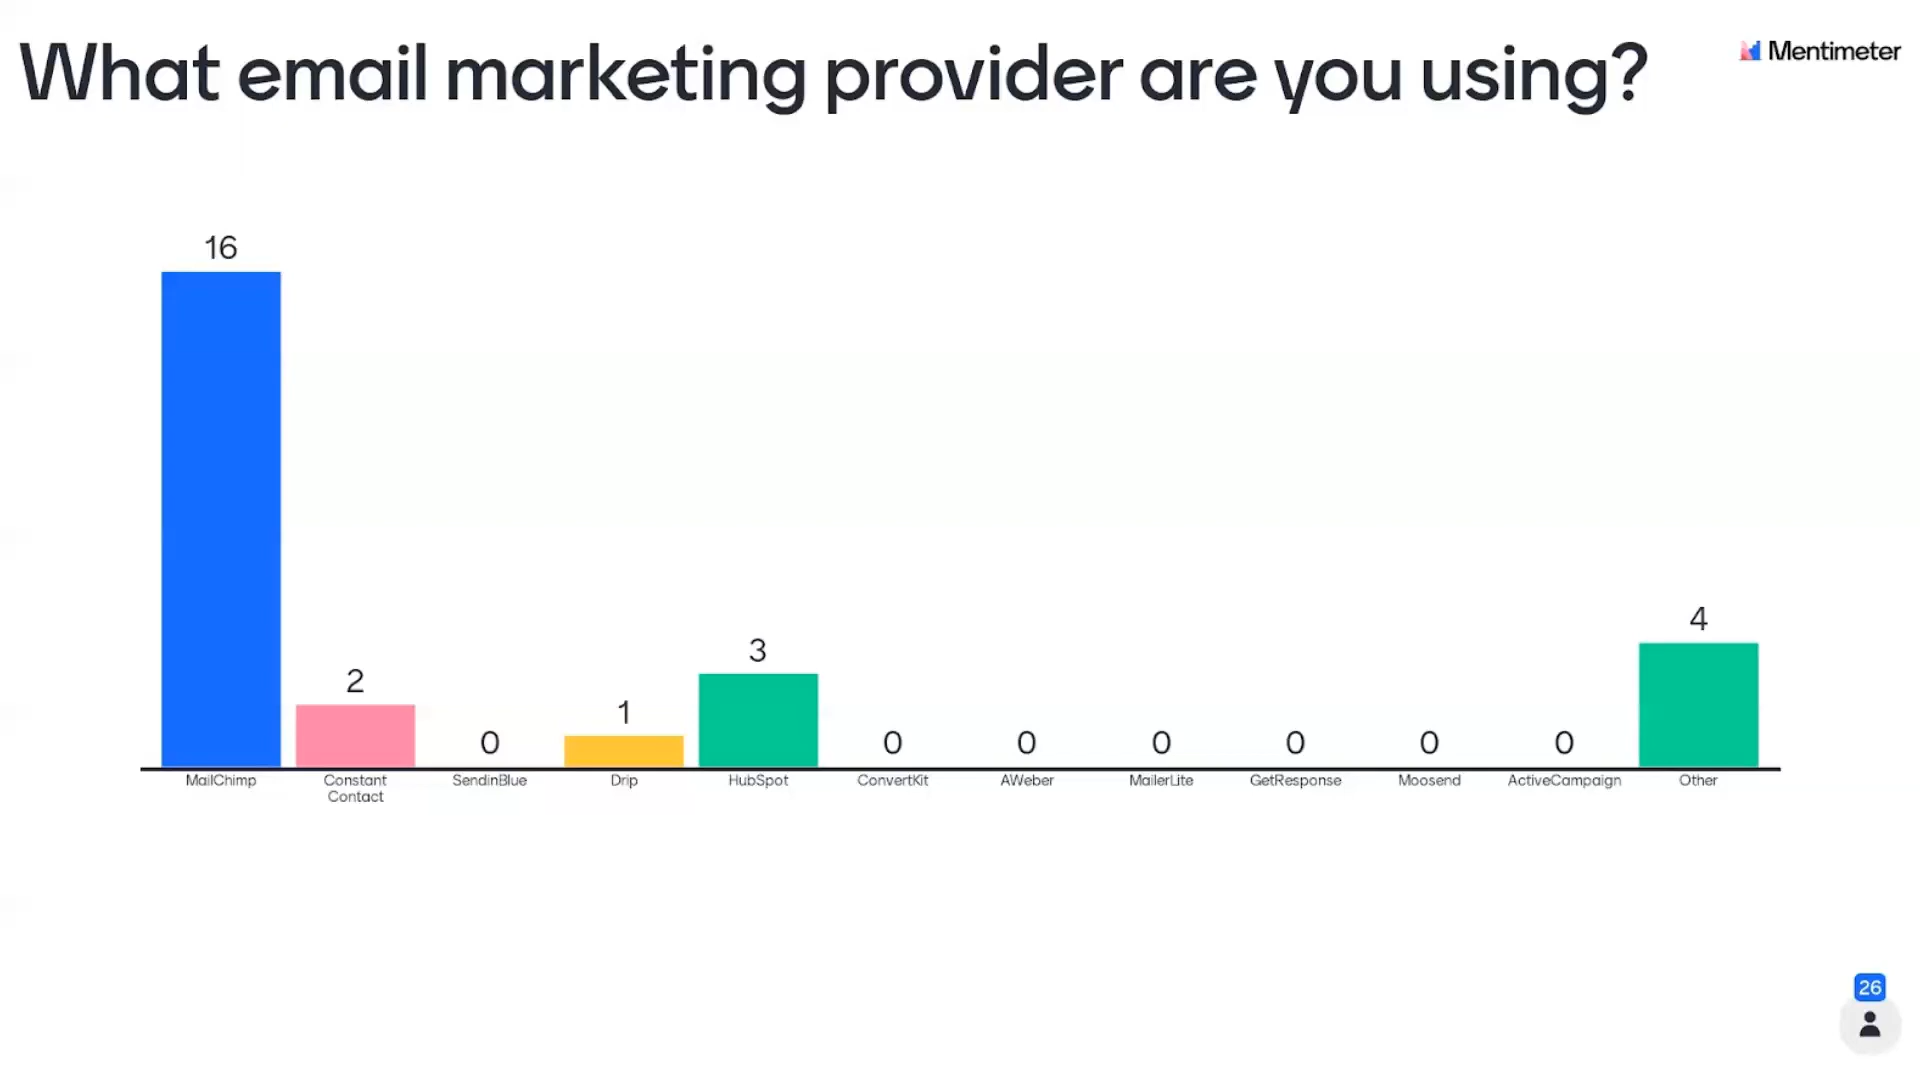 What email marketing provider are you using?
Mentimeter
16
2
0
1
3
0
0
0
0
0
0
4
MailChimp
Constant
Contact
SendinBlue
Drip
HubSpot
ConvertKit
AWeber
MailerLite
GetResponse
Moosend
ActiveCampaign
Other
26